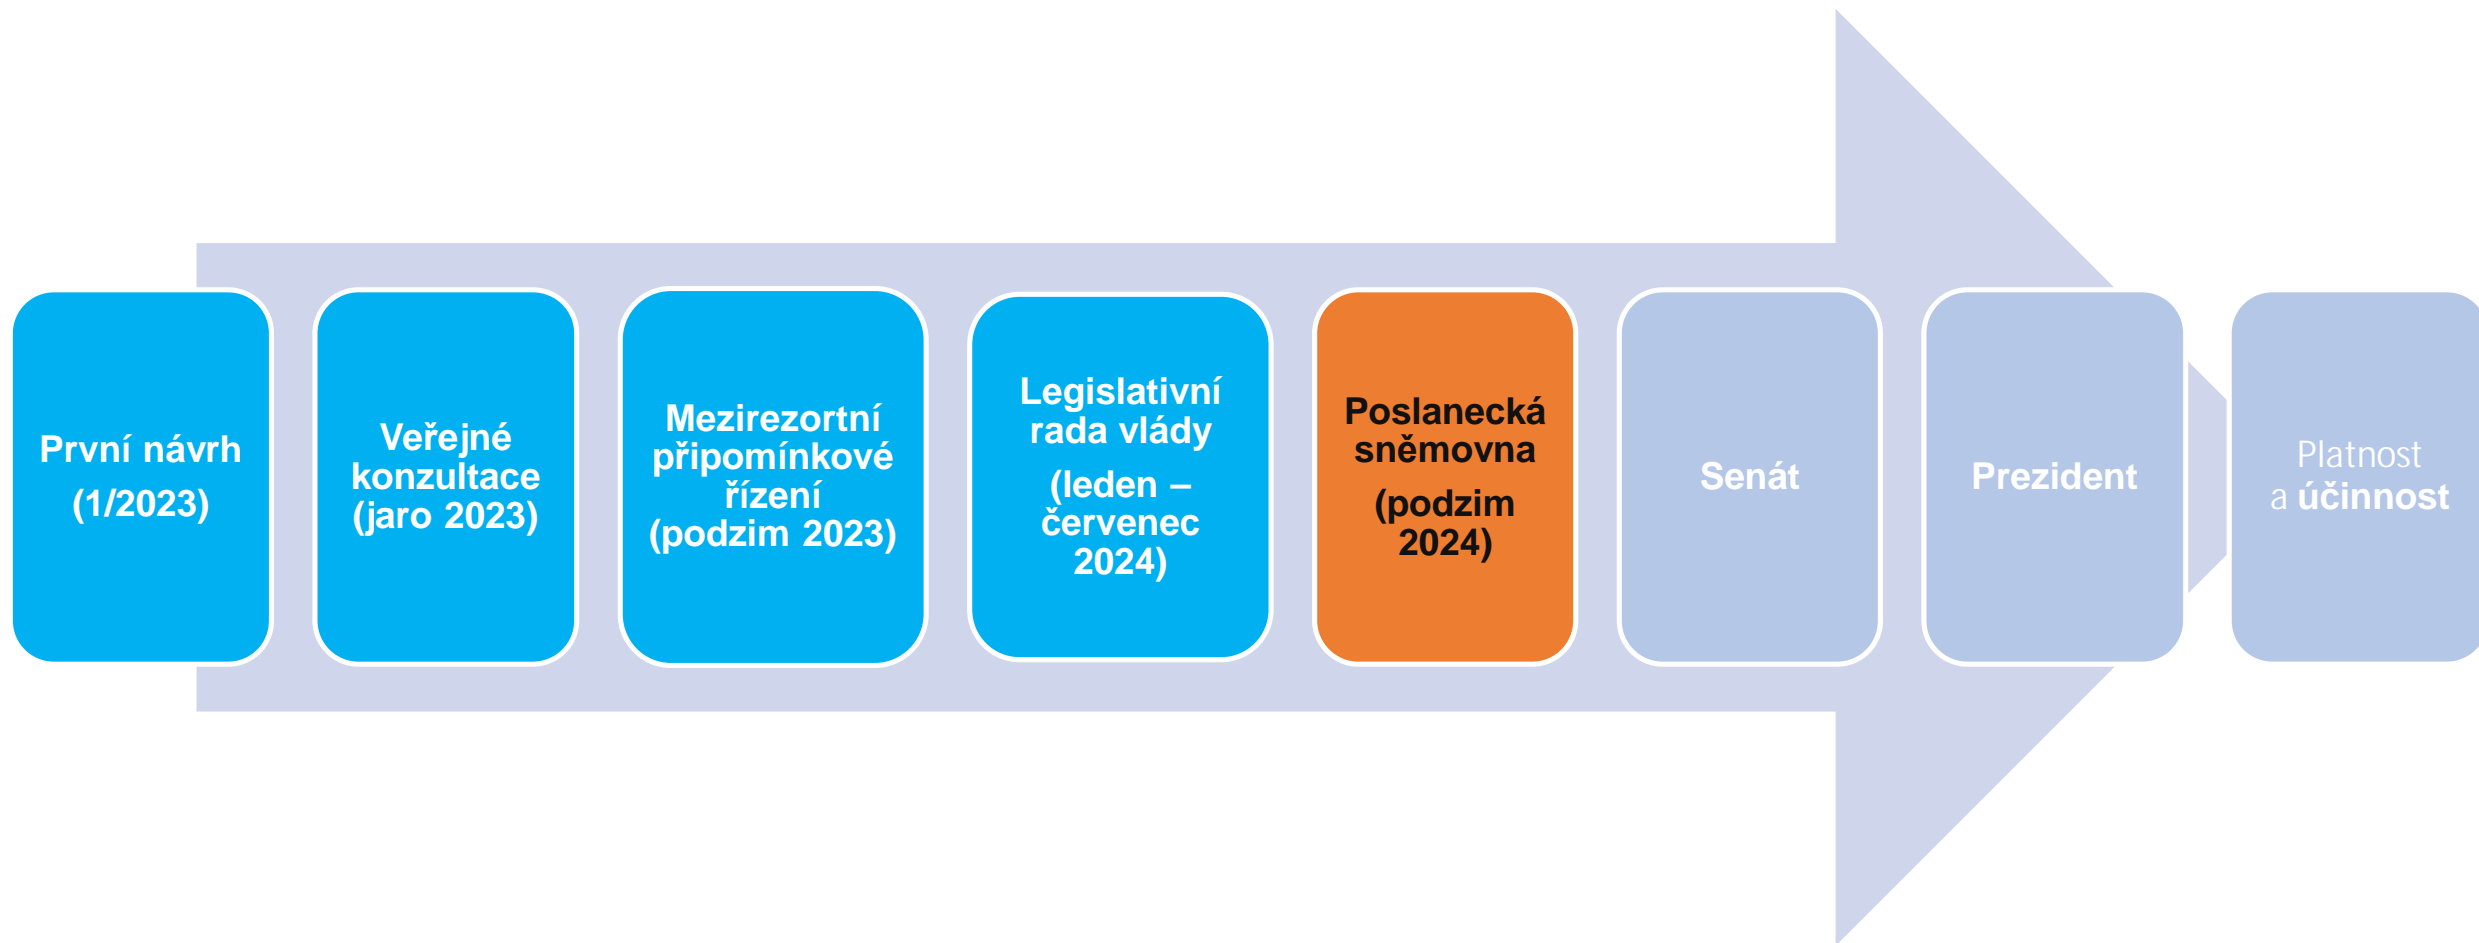 První návrh
(1/2023)
Veřejné
konzultace
(jaro 2023)
Mezirezortní
připomínkové
řízení
(podzim 2023)
Legislativní
rada vlády
(leden –
červenec
2024)
Poslanecká
sněmovna
(podzim
2024)
Senát
Prezident
Platnost
a účinnost